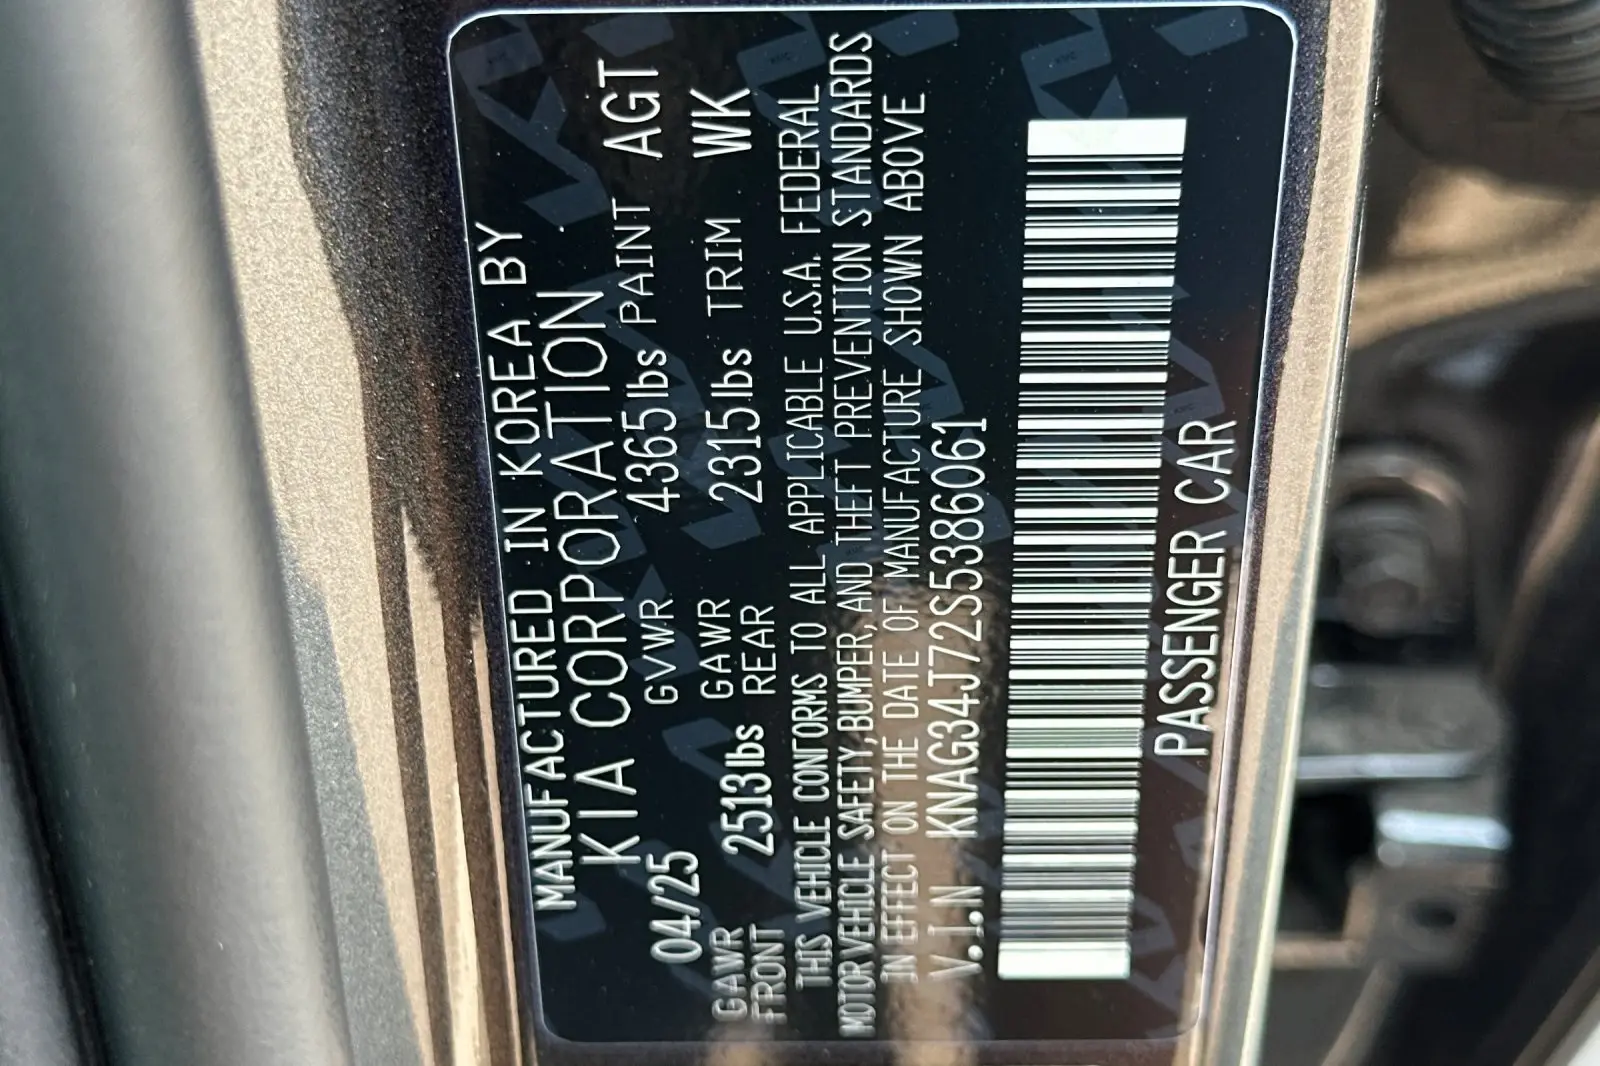 MANUFACTURED IN KOREA BY
KIA CORPORATION
04/25 GVWR 4365lbs PAINT AGT
GAWR FRONT 2513lbs GAWR REAR 2315lbs TRIM WK
THIS VEHICLE CONFORMS TO ALL APPLICABLE U.S.A. FEDERAL
MOTOR VEHICLE SAFETY, BUMPER, AND THEFT PREVENTION STANDARDS
IN EFFECT ON THE DATE OF MANUFACTURE SHOWN ABOVE
V.I.N KNAG34J72S5386061
PASSENGER CAR